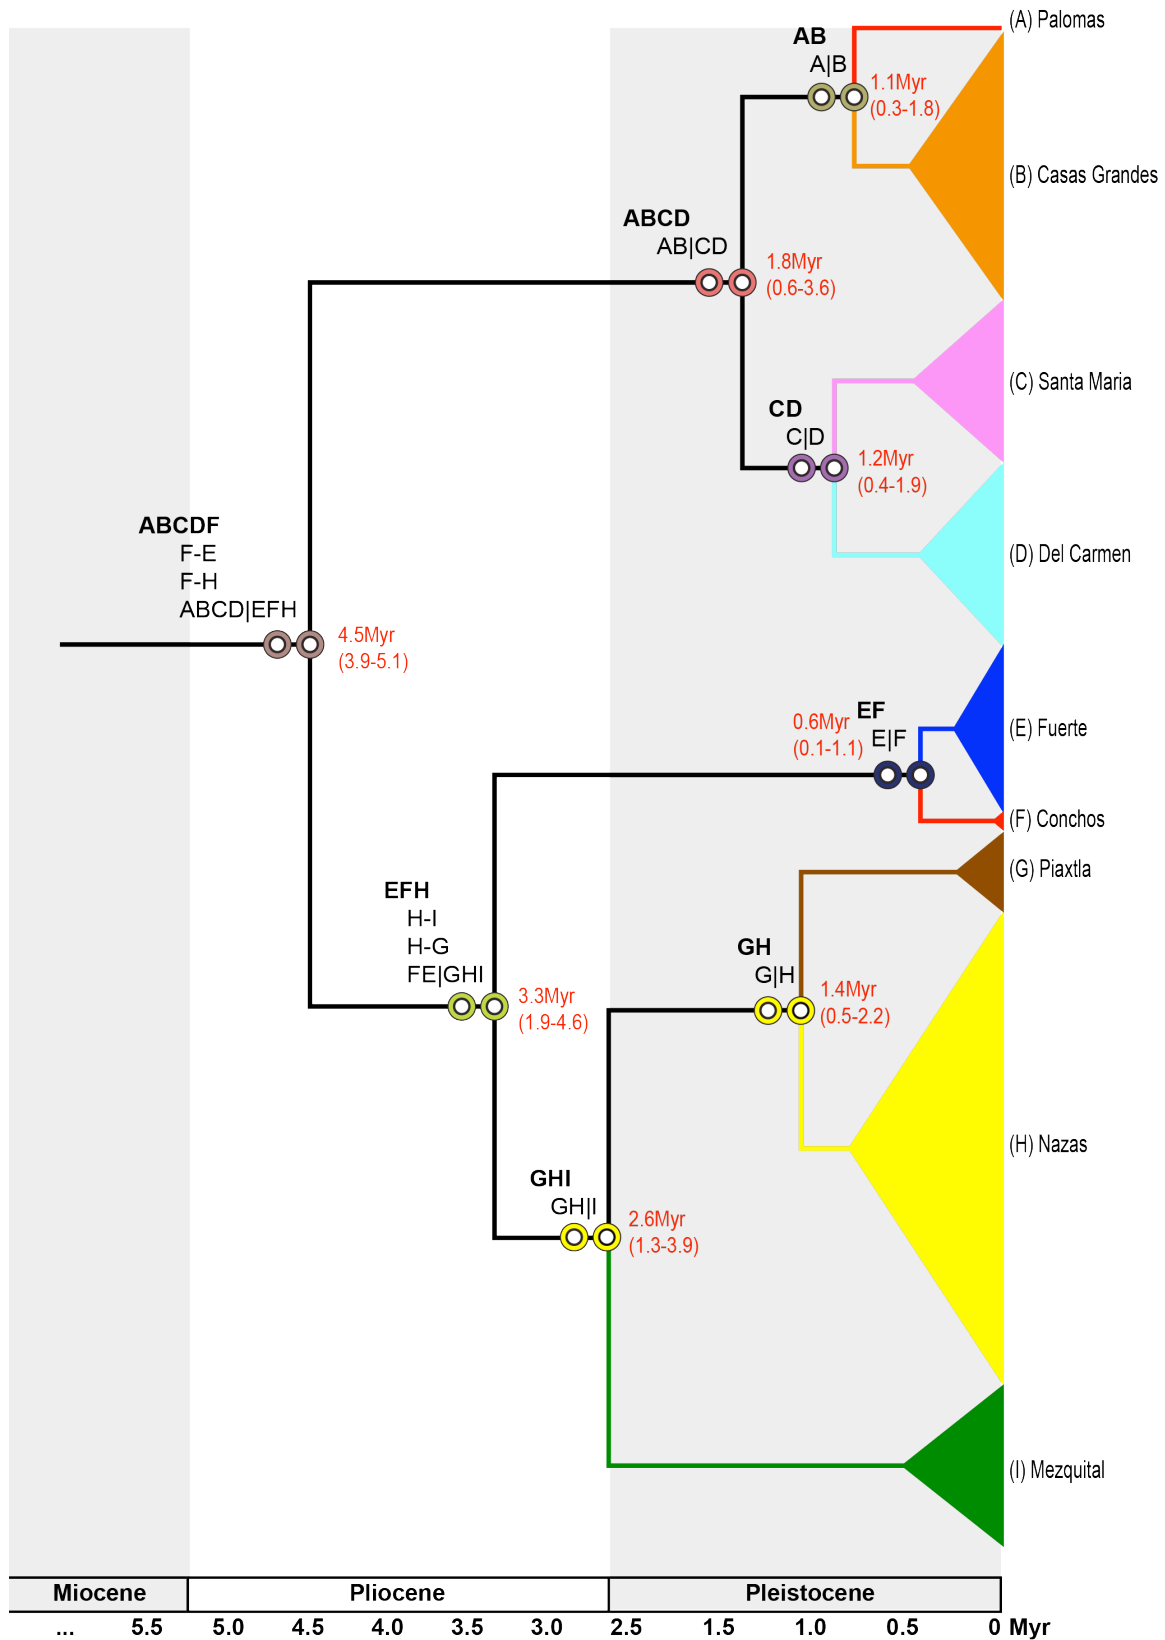 (A) Palomas
AB
A|B
1.1Myr
(0.3-1.8)
(B) Casas Grandes
ABCD
AB|CD
1.8Myr
(0.6-3.6)
(C) Santa Maria
CD
C|D
1.2Myr
(0.4-1.9)
ABCDF
F-E
F-H
ABCD|EFH
(D) Del Carmen
4.5Myr
(3.9-5.1)
EF
E|F
0.6Myr
(0.1-1.1)
(E) Fuerte
(F) Conchos
(G) Piaxtla
EFH
H-I
H-G
FE|GHI
GH
G|H
3.3Myr
(1.9-4.6)
1.4Myr
(0.5-2.2)
(H) Nazas
GHI
GH|I
2.6Myr
(1.3-3.9)
(I) Mezquital
Miocene Pliocene Pleistocene
... 5.5 5.0 4.5 4.0 3.5 3.0 2.5 1.5 1.0 0.5 0 Myr